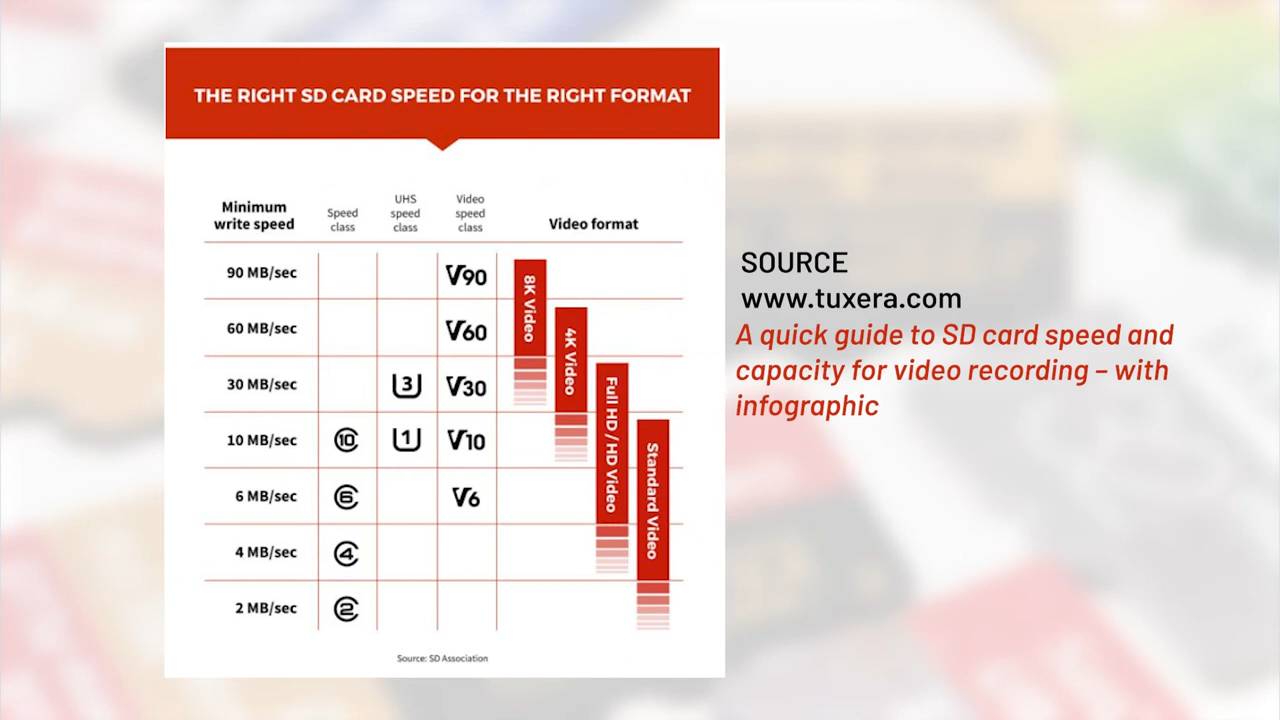 THE RIGHT SD CARD SPEED FOR THE RIGHT FORMAT
Minimum
write speed
Speed
class
UHS
speed
class
Video
speed
class
Video format
90 MB/sec
V90
60 MB/sec
V60
30 MB/sec
3
V30
10 MB/sec
10
1
V10
6 MB/sec
6
V6
4 MB/sec
4
2 MB/sec
2
8K Video
4K Video
Full HD / HD Video
Standard Video
Source: SD Association
SOURCE
www.tuxera.com
A quick guide to SD card speed and
capacity for video recording – with
infographic